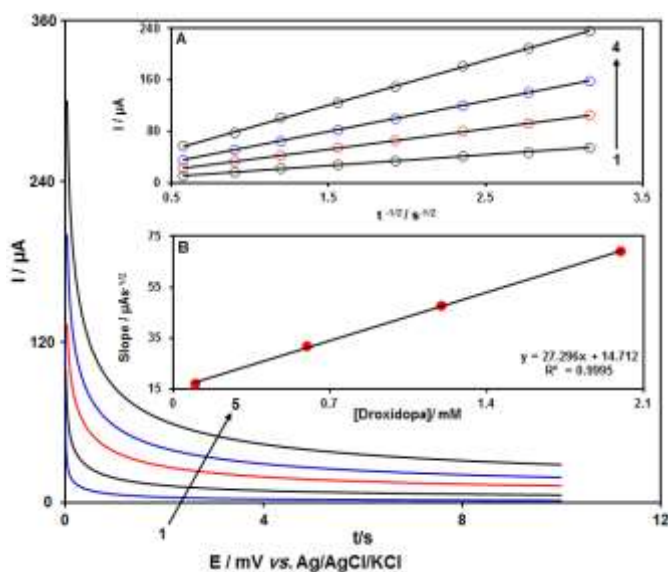 360
240
120
0
I / µA
A
240
160
80
0
I / µA
4
1
0.5
1.5
2.5
3.5
t -1/2/ s-1/2
B
75
55
35
15
Slope / µAs-1/2
y = 27.296x + 14.712
R² = 0.9995
0
0.7
1.4
2.1
[Droxidopa]/ mM
5
1
0
4
8
12
t/s
E / mV vs. Ag/AgCl/KCl